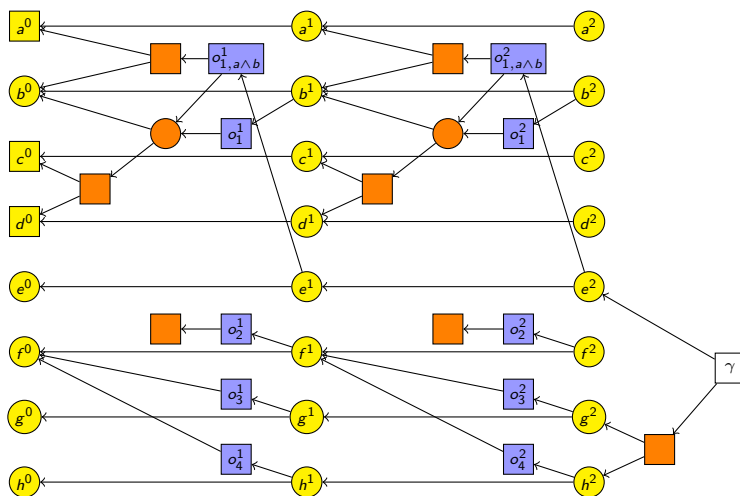 a⁰ a¹ a²
o¹₁,ₐ∧b o²₁,ₐ∧b
b⁰ b¹ b²
o¹₁ o²₁
c⁰ c¹ c²
d⁰ d¹ d²
e⁰ e¹ e²
o¹₂ o²₂
f⁰ f¹ f²
γ
o¹₃ o²₃
g⁰ g¹ g²
o¹₄ o²₄
h⁰ h¹ h²